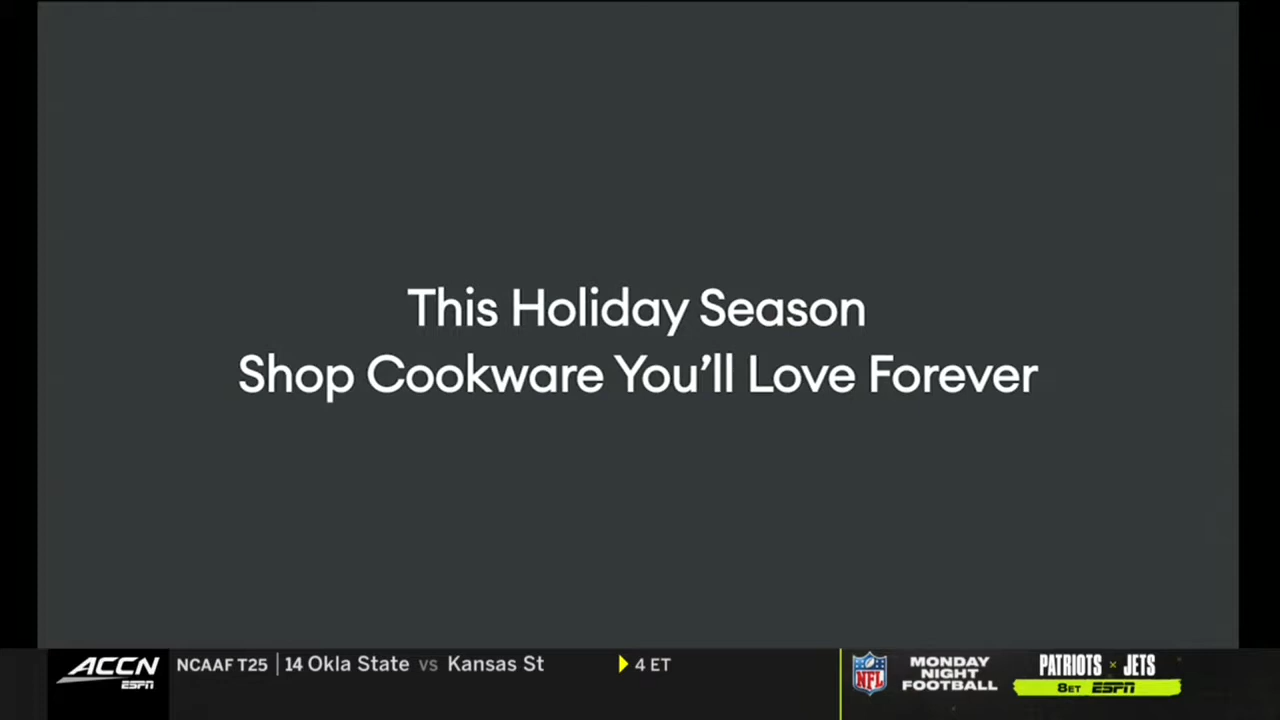 This Holiday Season
Shop Cookware You'll Love Forever
ACCN
ESPN
NCAAF T25 | 14 Okla State vs Kansas St 4 ET
NFL
MONDAY
NIGHT
FOOTBALL
PATRIOTS × JETS
8ET ESPN